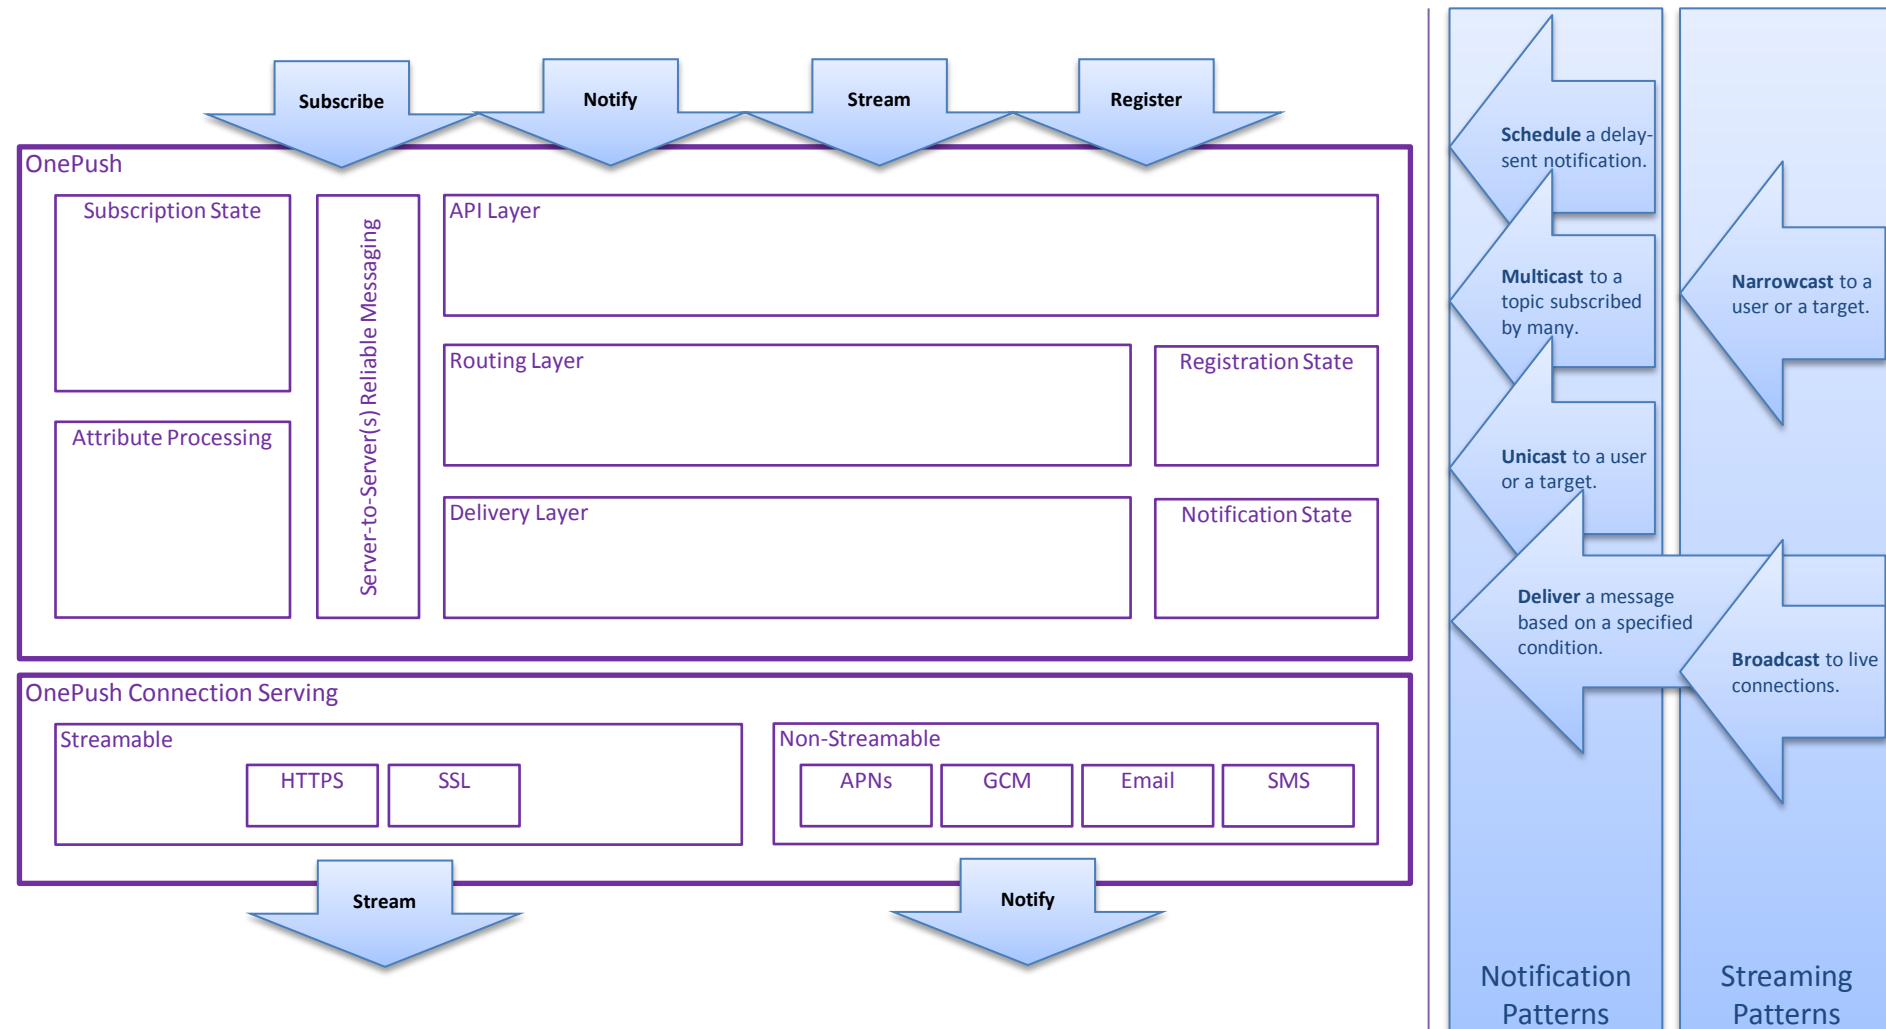 Subscribe
Notify
Stream
Register
OnePush
Subscription State
Server-to-Server(s) Reliable Messaging
API Layer
Routing Layer
Registration State
Attribute Processing
Delivery Layer
Notification State
OnePush Connection Serving
Streamable
HTTPS
SSL
Non-Streamable
APNs
GCM
Email
SMS
Stream
Notify
Schedule a delay-
sent notification.
Multicast to a
topic subscribed
by many.
Unicast to a user
or a target.
Deliver a message
based on a specified
condition.
Notification
Patterns
Narrowcast to a
user or a target.
Broadcast to live
connections.
Streaming
Patterns